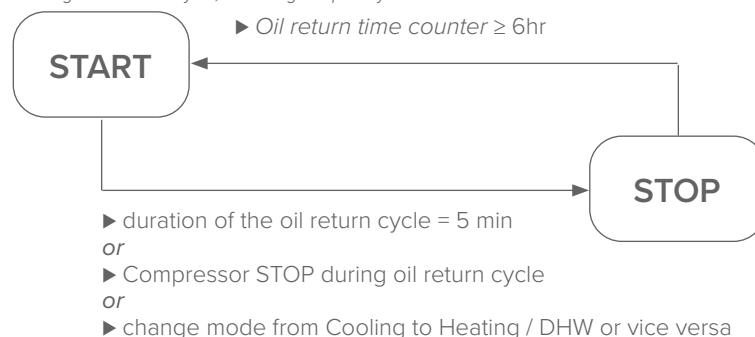 ▶ Oil return time counter ≥ 6hr
START
STOP
▶ duration of the oil return cycle = 5 min
or
▶ Compressor STOP during oil return cycle
or
▶ change mode from Cooling to Heating / DHW or vice versa